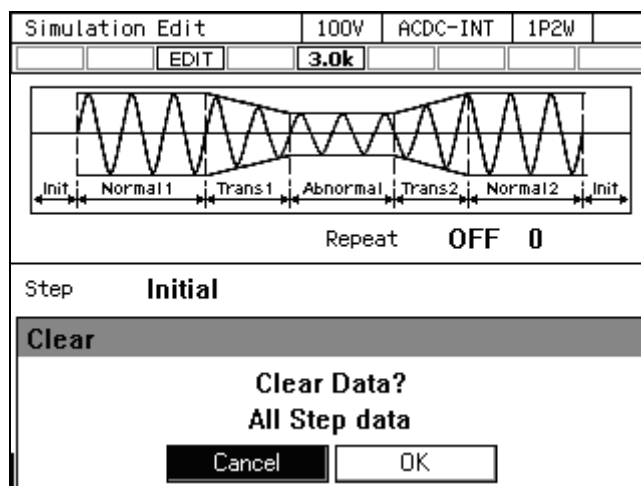 Simulation Edit 100V ACDC-INT 1P2W
EDIT 3.0k
Init Normal1 Trans1 Abnormal Trans2 Normal2 Init
Repeat OFF 0
Step Initial
Clear
Clear Data?
All Step data
Cancel OK